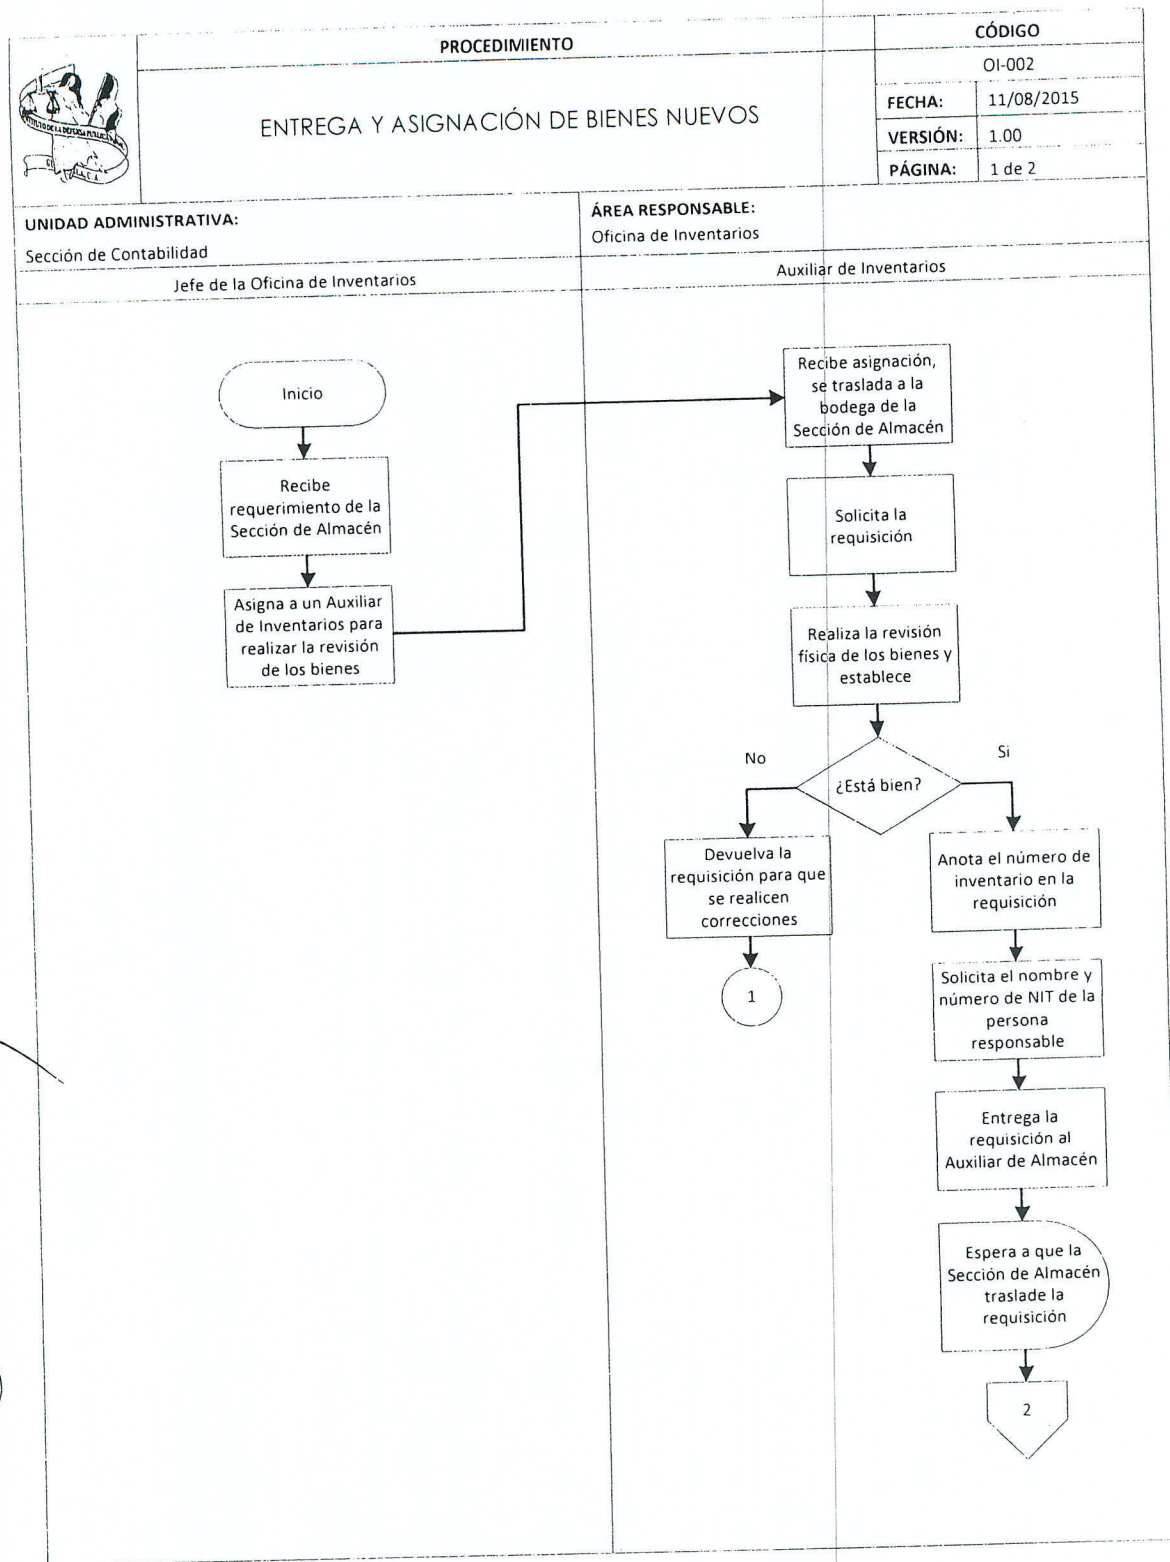 PROCEDIMIENTO
CÓDIGO
OI-002
ENTREGA Y ASIGNACIÓN DE BIENES NUEVOS
FECHA: 11/08/2015
VERSIÓN: 1.00
PÁGINA: 1 de 2
UNIDAD ADMINISTRATIVA:
Sección de Contabilidad
ÁREA RESPONSABLE:
Oficina de Inventarios
Jefe de la Oficina de Inventarios
Auxiliar de Inventarios
Inicio
Recibe
requerimiento de la
Sección de Almacén
Asigna a un Auxiliar
de Inventarios para
realizar la revisión
de los bienes
Recibe asignación,
se traslada a la
bodega de la
Sección de Almacén
Solicita la
requisición
Realiza la revisión
física de los bienes y
establece
¿Está bien?
No
Si
Devuelva la
requisición para que
se realicen
correcciones
1
Anota el número de
inventario en la
requisición
Solicita el nombre y
número de NIT de la
persona
responsable
Entrega la
requisición al
Auxiliar de Almacén
Espera a que la
Sección de Almacén
traslade la
requisición
2